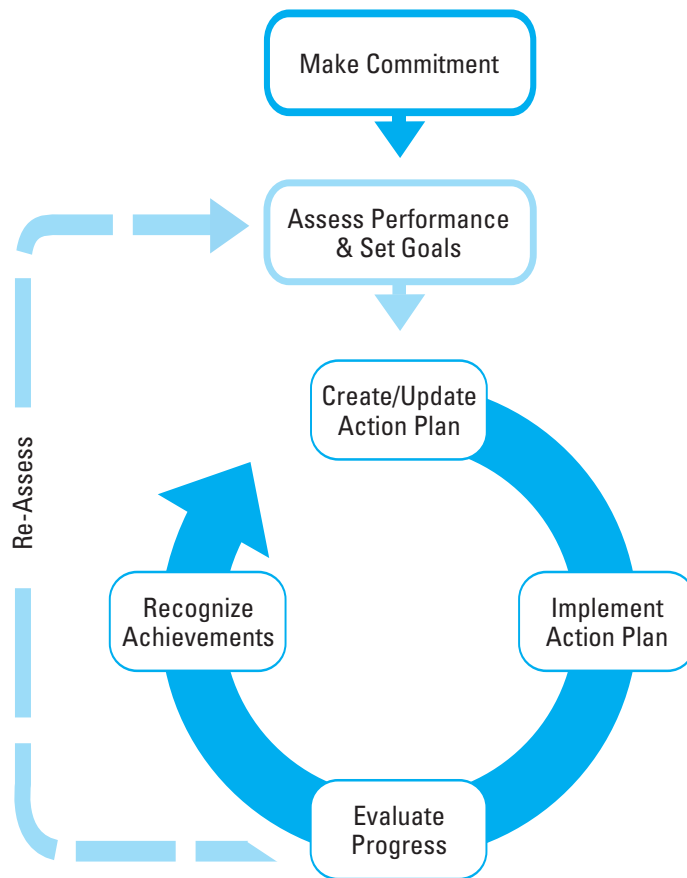 Make Commitment
Assess Performance
& Set Goals
Create/Update
Action Plan
Re-Assess
Recognize
Achievements
Implement
Action Plan
Evaluate
Progress